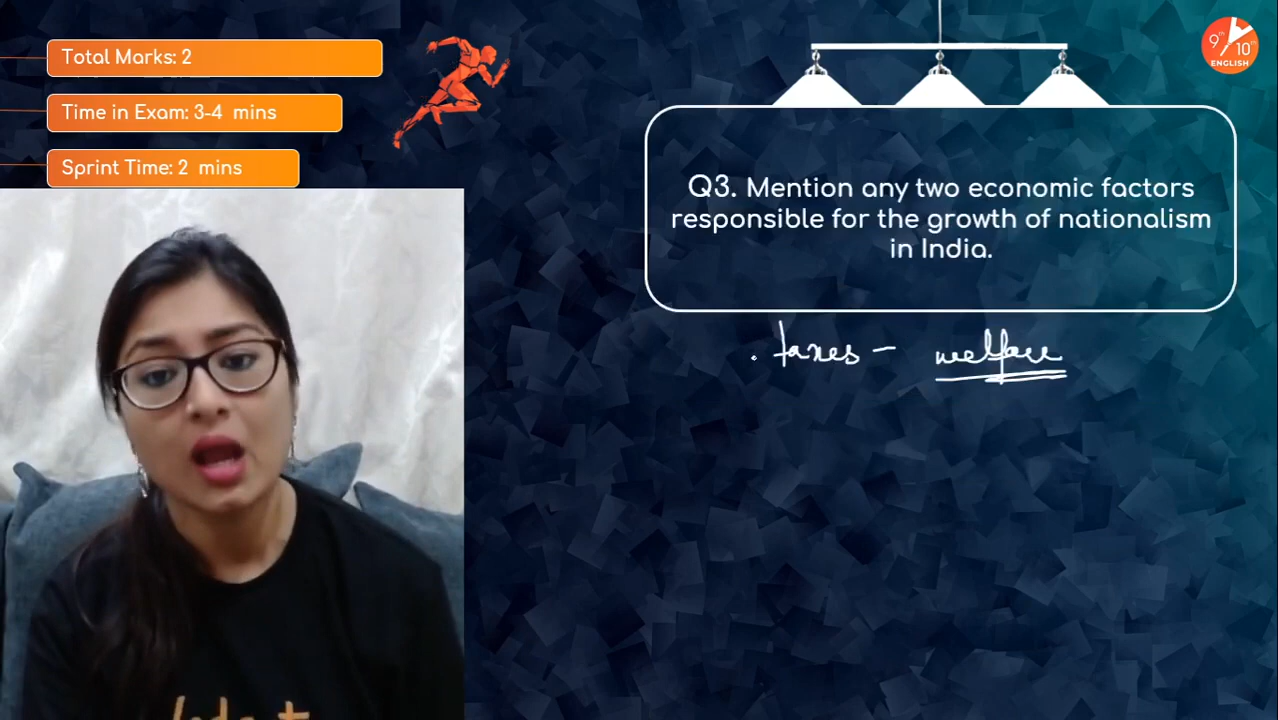 Total Marks: 2
Time in Exam: 3-4 mins
Sprint Time: 2 mins
9th 10th
ENGLISH
Q3. Mention any two economic factors
responsible for the growth of nationalism
in India.
. taxes - welfare